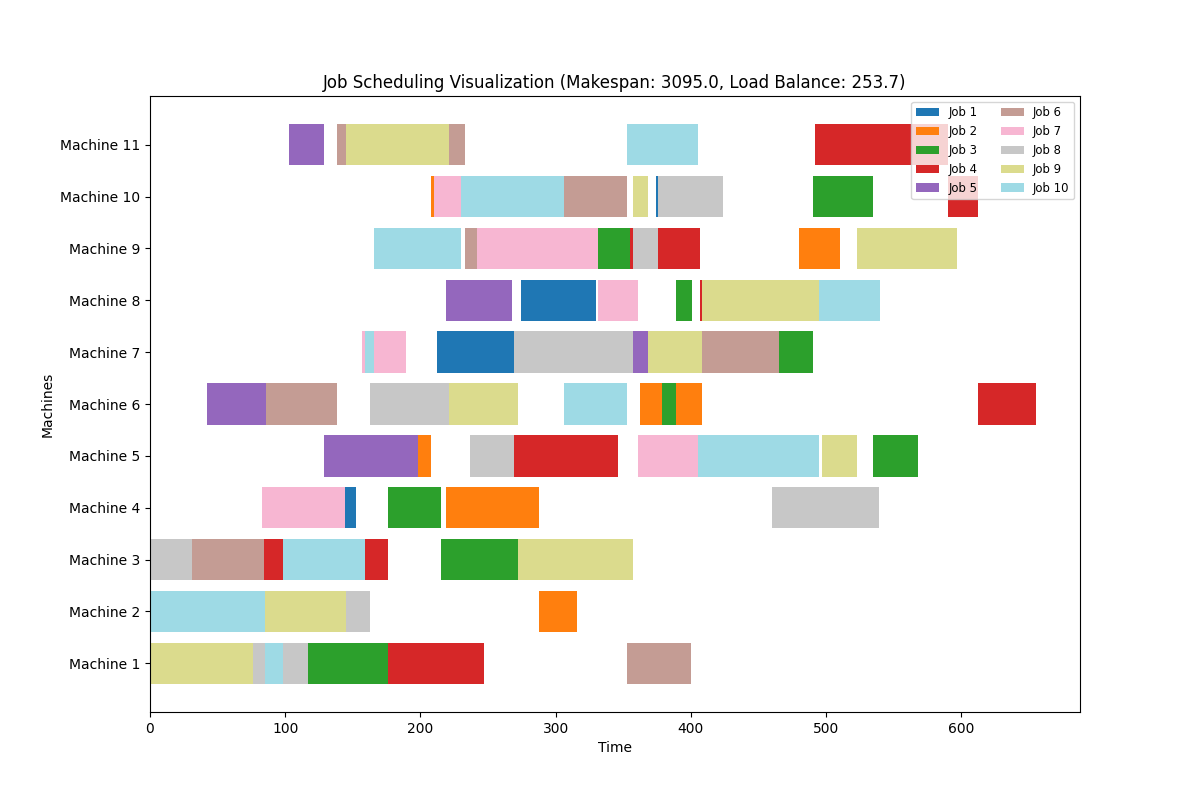 Job Scheduling Visualization (Makespan: 3095.0, Load Balance: 253.7)
Machine 11
Machine 10
Machine 9
Machine 8
Machine 7
Machine 6
Machine 5
Machine 4
Machine 3
Machine 2
Machine 1
Machines
0 100 200 300 400 500 600
Time
Job 1 Job 6
Job 2 Job 7
Job 3 Job 8
Job 4 Job 9
Job 5 Job 10